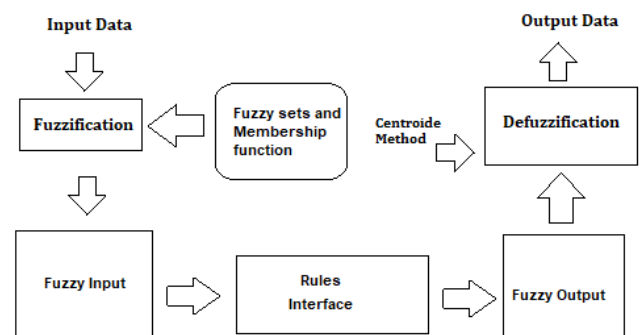 Input Data
Output Data
Fuzzification
Fuzzy sets and
Membership
function
Centroide
Method
Defuzzification
Fuzzy Input
Rules
Interface
Fuzzy Output